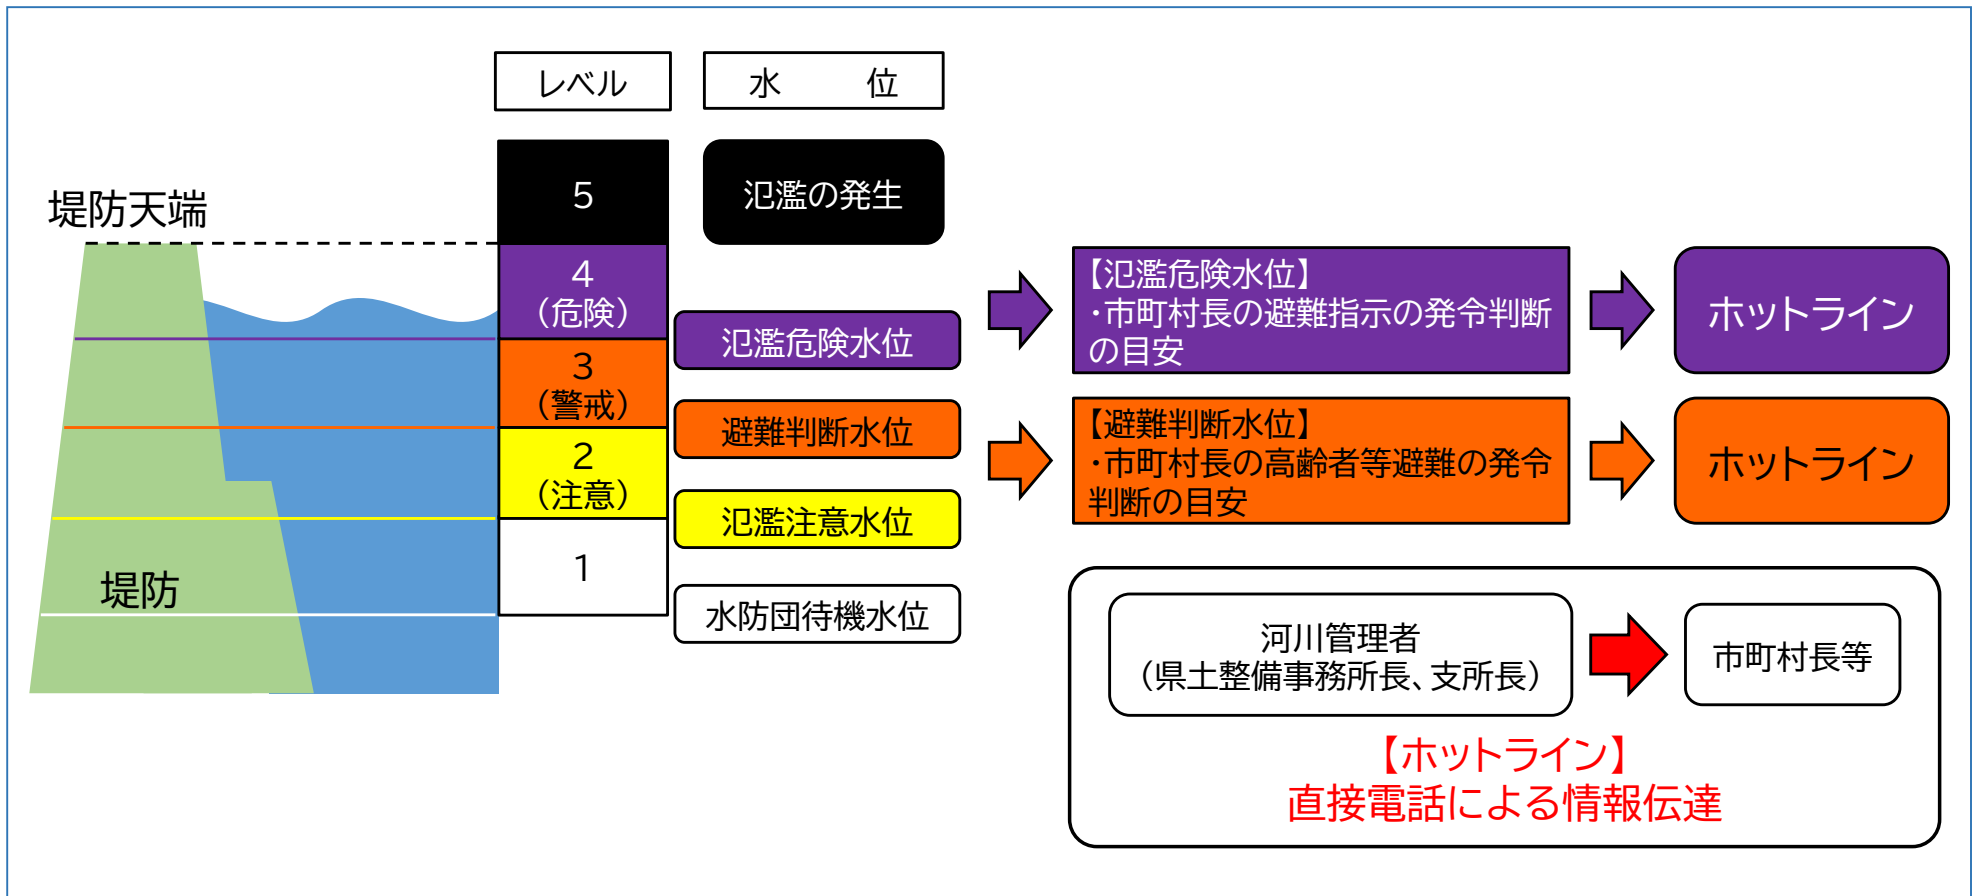 レベル
水　　位
5
氾濫の発生
堤防天端
4
（危険）
氾濫危険水位
【氾濫危険水位】
・市町村長の避難指示の発令判断
の目安
ホットライン
3
（警戒）
避難判断水位
【避難判断水位】
・市町村長の高齢者等避難の発令
判断の目安
ホットライン
2
（注意）
氾濫注意水位
1
堤防
水防団待機水位
河川管理者
（県土整備事務所長、支所長）
市町村長等
【ホットライン】
直接電話による情報伝達